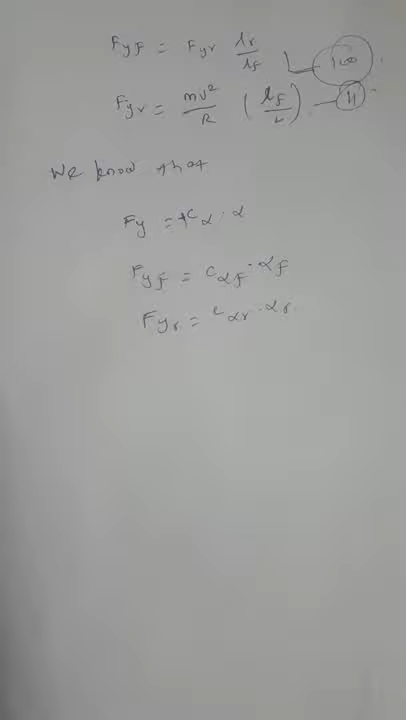 Fyf = Fyr lr/lf
Fyr = mv²/R (lf/L) — 11
We know that
Fy = +Cα · α
Fyf = Cαf · αf
Fyr = Cαr · αr